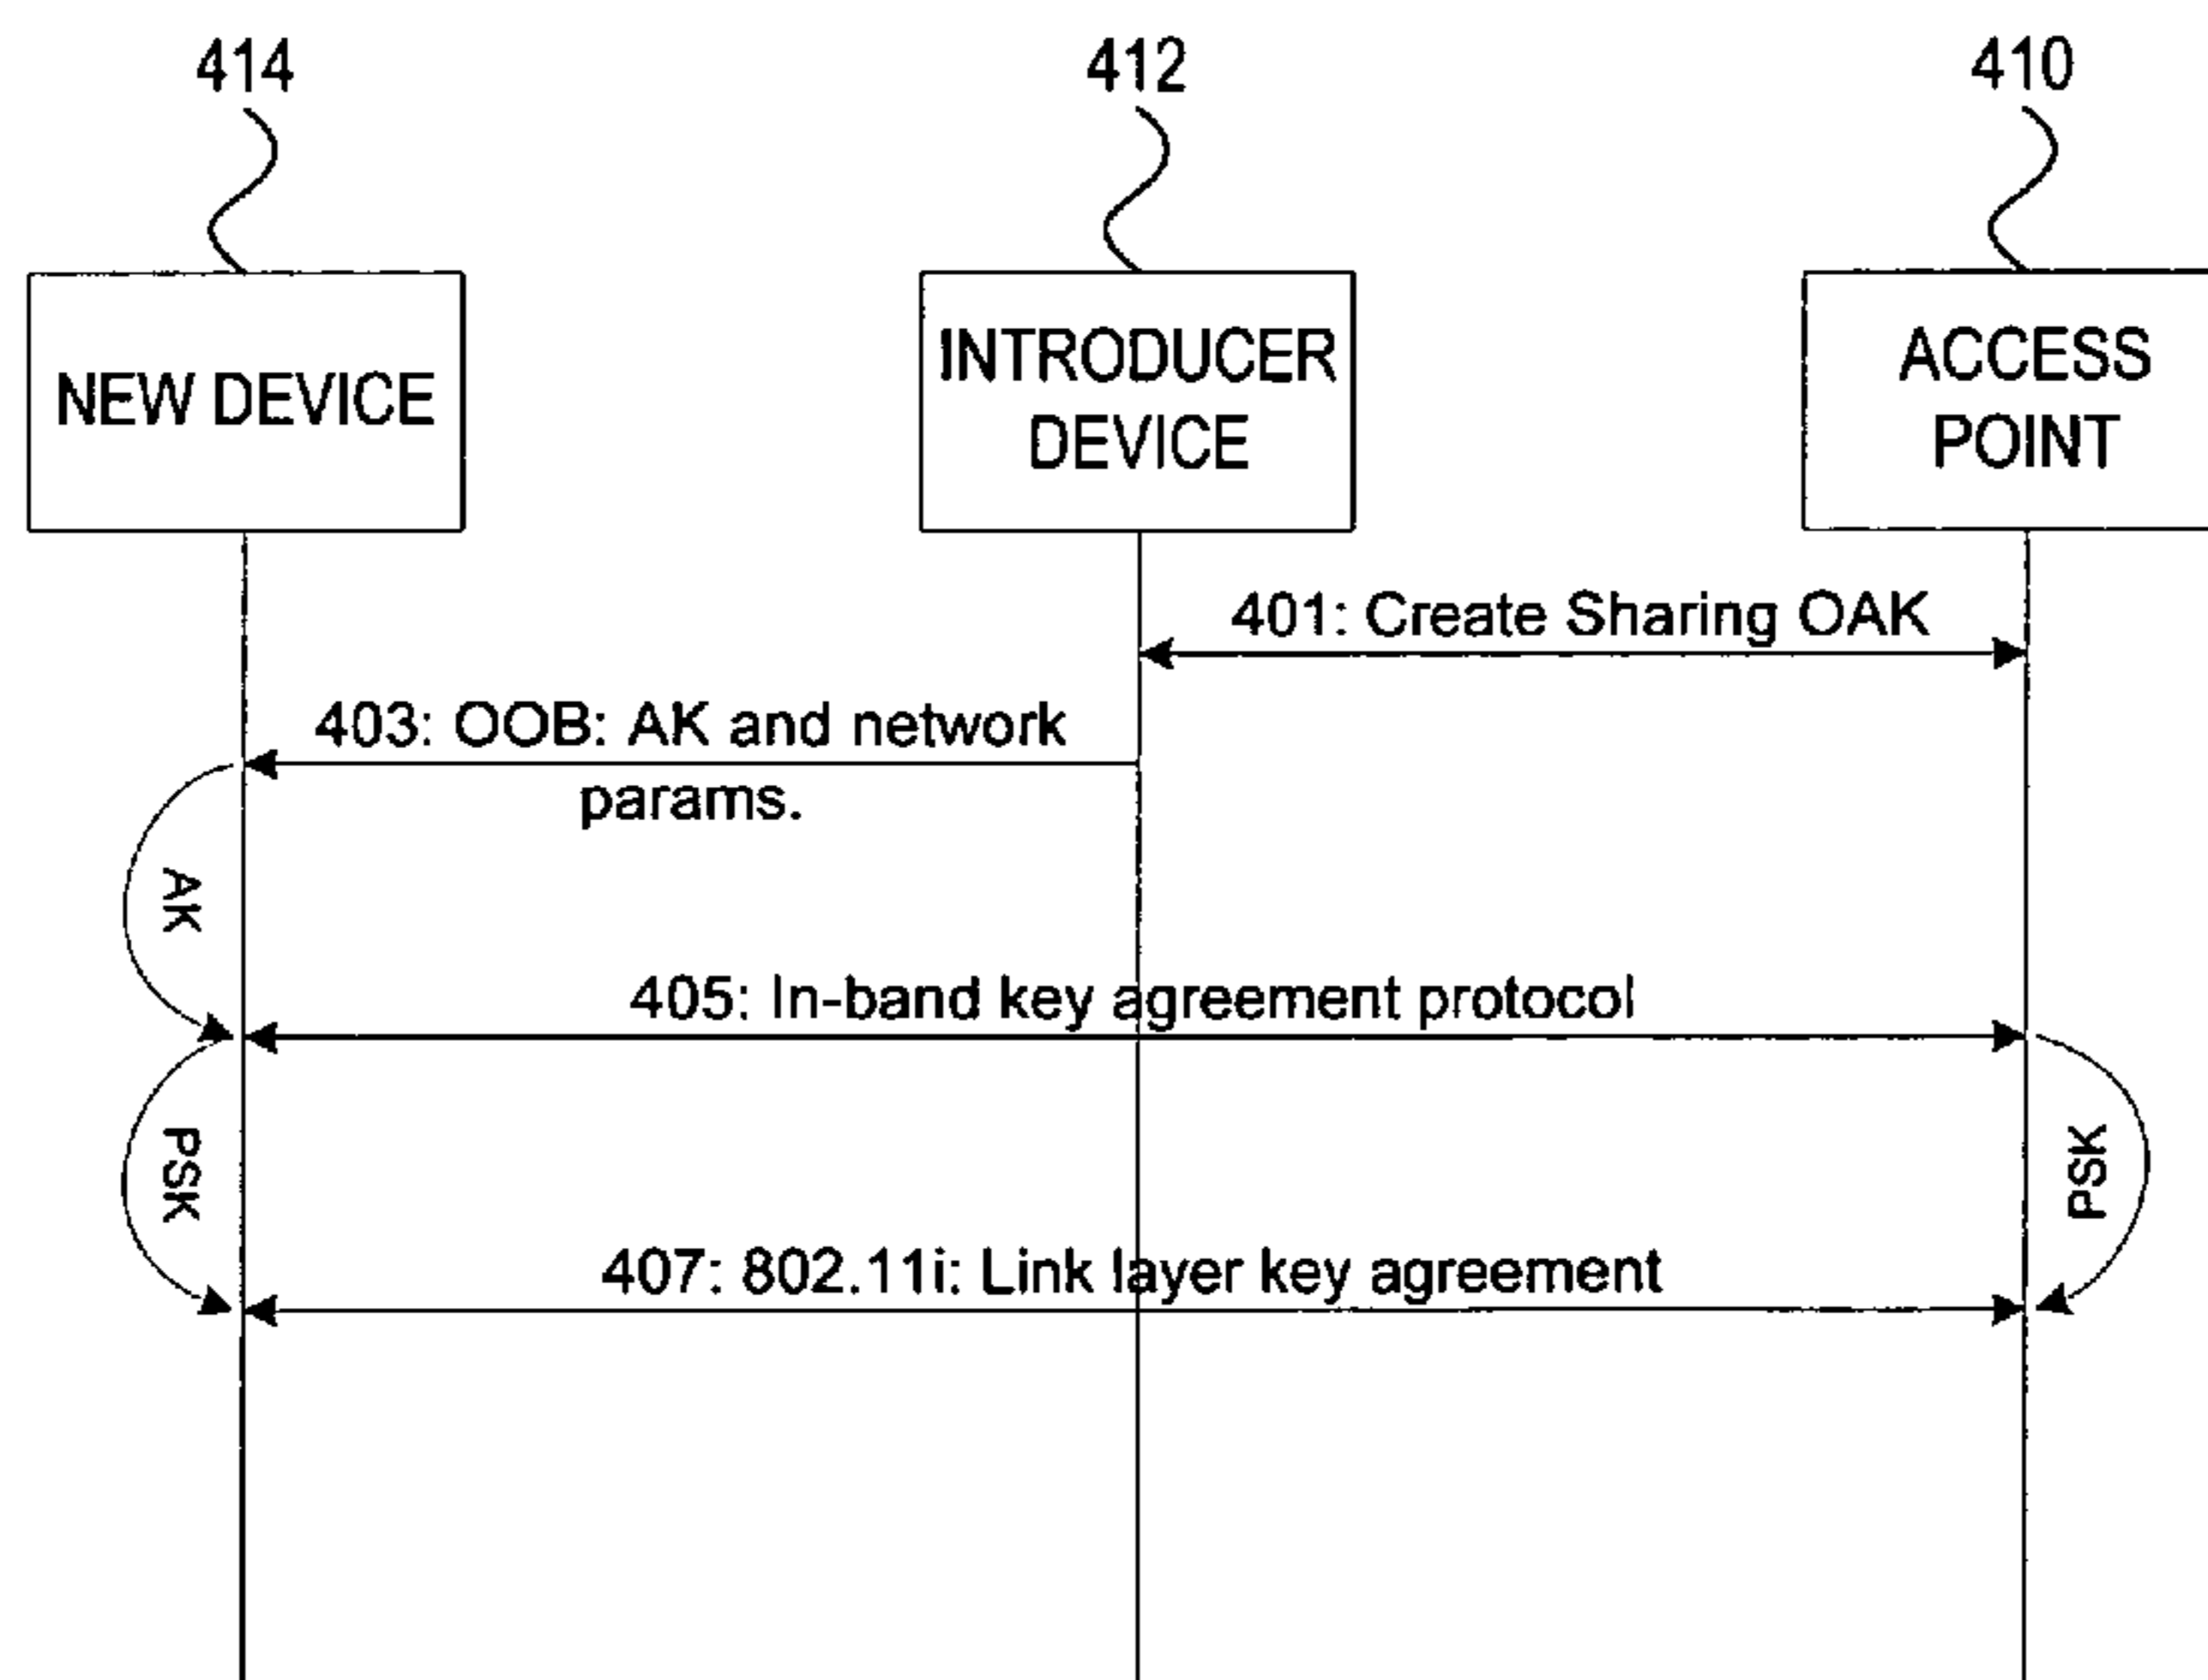 414
412
410
NEW DEVICE
INTRODUCER
DEVICE
ACCESS
POINT
401: Create Sharing OAK
403: OOB: AK and network
params.
AK
405: In-band key agreement protocol
PSK
PSK
407: 802.11i: Link layer key agreement